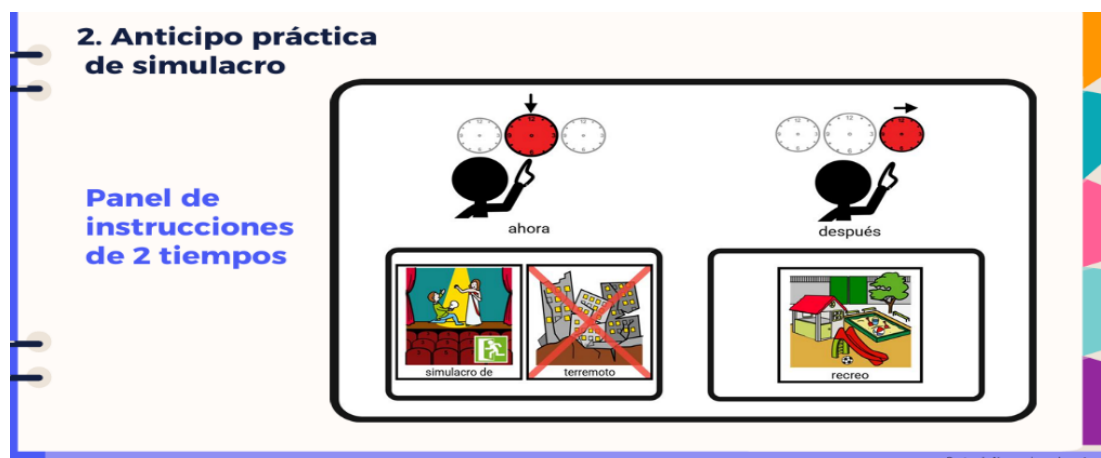 2. Anticipo práctica
de simulacro
Panel de
instrucciones
de 2 tiempos
ahora
después
simulacro de
terremoto
recreo